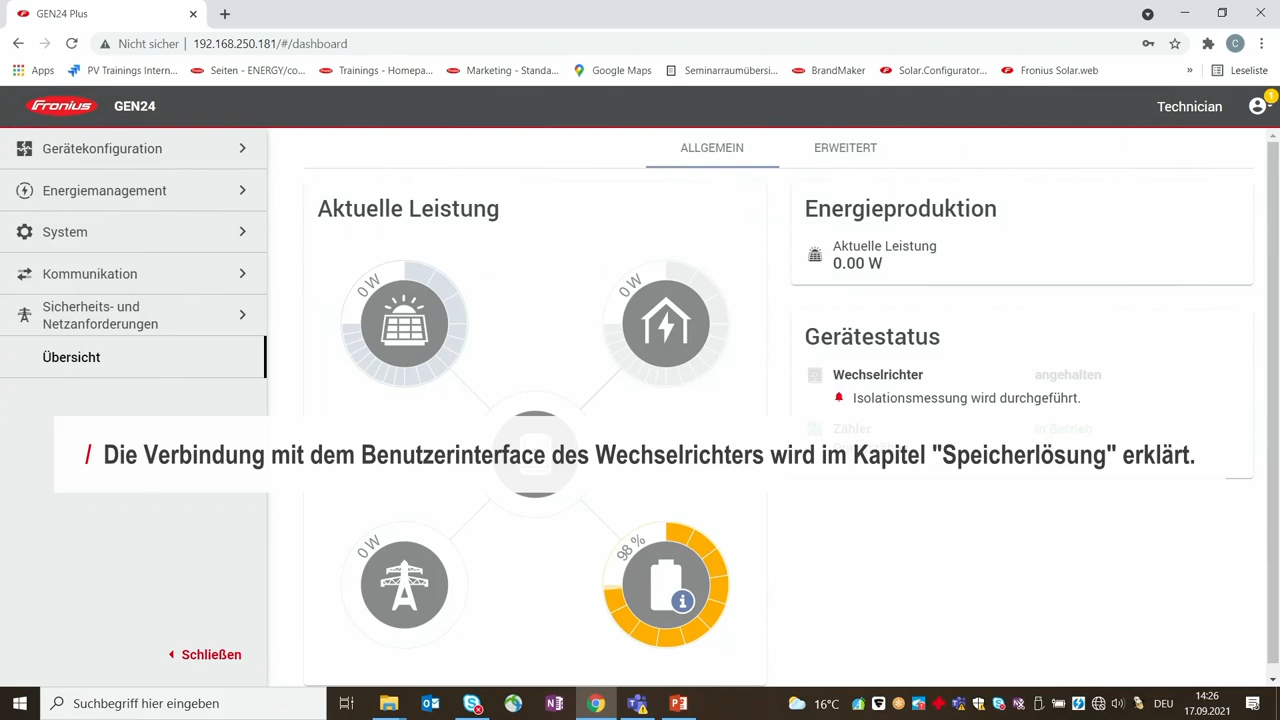 GEN24 Plus
Nicht sicher
192.168.250.181/#/dashboard
C
Apps
PV Trainings Intern...
Seiten - ENERGY/co...
Trainings - Homepa...
Marketing - Standa...
Google Maps
Seminarraumübersi...
BrandMaker
Solar.Configurator...
Fronius Solar.web
»
Leseliste
Fronius
GEN24
Technician
1
Gerätekonfiguration
Energiemanagement
System
Kommunikation
Sicherheits- und
Netzanforderungen
Übersicht
Schließen
ALLGEMEIN
ERWEITERT
Aktuelle Leistung
0 W
0 W
0 W
98 %
i
Energieproduktion
Aktuelle Leistung
0.00 W
Gerätestatus
Wechselrichter
angehalten
Isolationsmessung wird durchgeführt.
Zähler
In Betrieb
/ Die Verbindung mit dem Benutzerinterface des Wechselrichters wird im Kapitel "Speicherlösung" erklärt.
Suchbegriff hier eingeben
16°C
DEU
14:26
17.09.2021